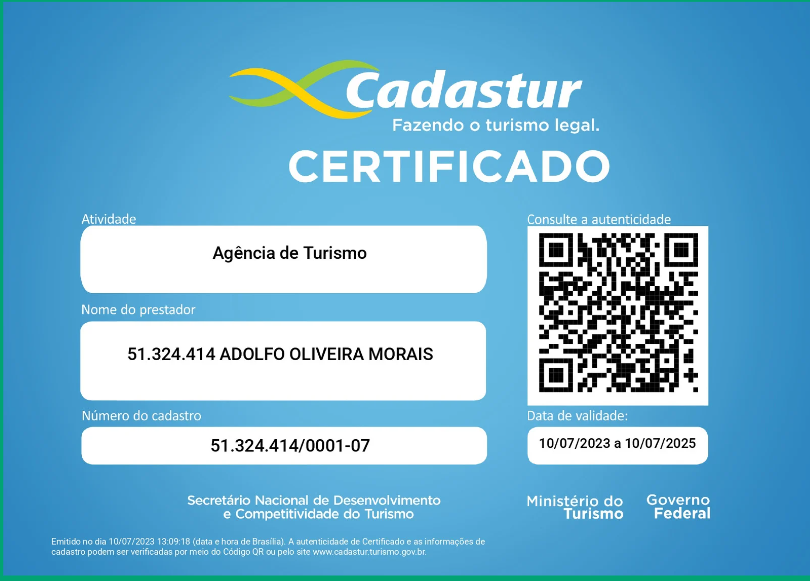 Cadastur
Fazendo o turismo legal.
CERTIFICADO
Atividade
Agência de Turismo
Nome do prestador
51.324.414 ADOLFO OLIVEIRA MORAIS
Número do cadastro
51.324.414/0001-07
Consulte a autenticidade
Data de validade:
10/07/2023 a 10/07/2025
Secretário Nacional de Desenvolvimento
e Competitividade do Turismo
Ministério do
Turismo
Governo
Federal
Emitido no dia 10/07/2023 13:09:18 (data e hora de Brasília). A autenticidade de Certificado e as informações de
cadastro podem ser verificadas por meio do Código QR ou pelo site www.cadastur.turismo.gov.br.